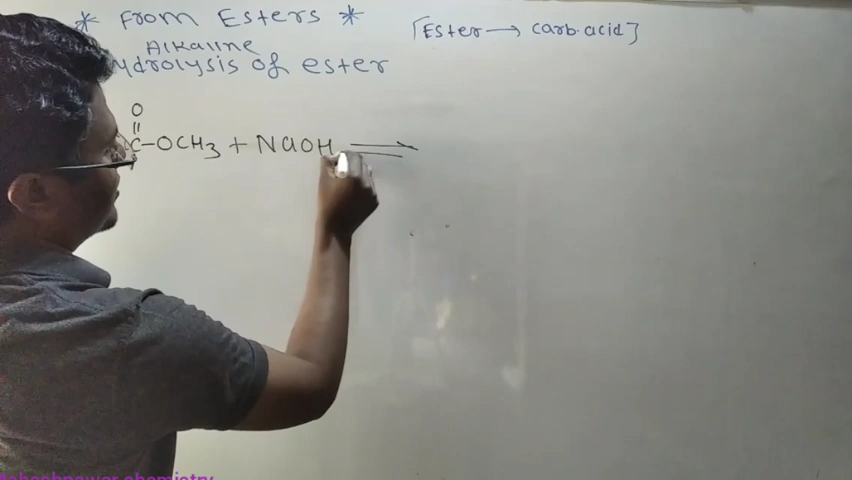 * From Esters * [Ester → carb.acid]
Alkaline
ydrolysis of ester
O
||
C-OCH3 + NaOH ⇌